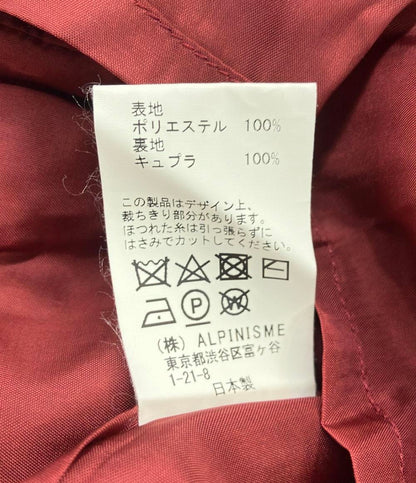 表地
ポリエステル 100%
裏地
キュプラ 100%
この製品はデザイン上、
裁ちきり部分があります。
ほつれた糸は引っ張らずに
はさみでカットしてください。
(株) ALPINISME
東京都渋谷区富ヶ谷
1-21-8
日本製